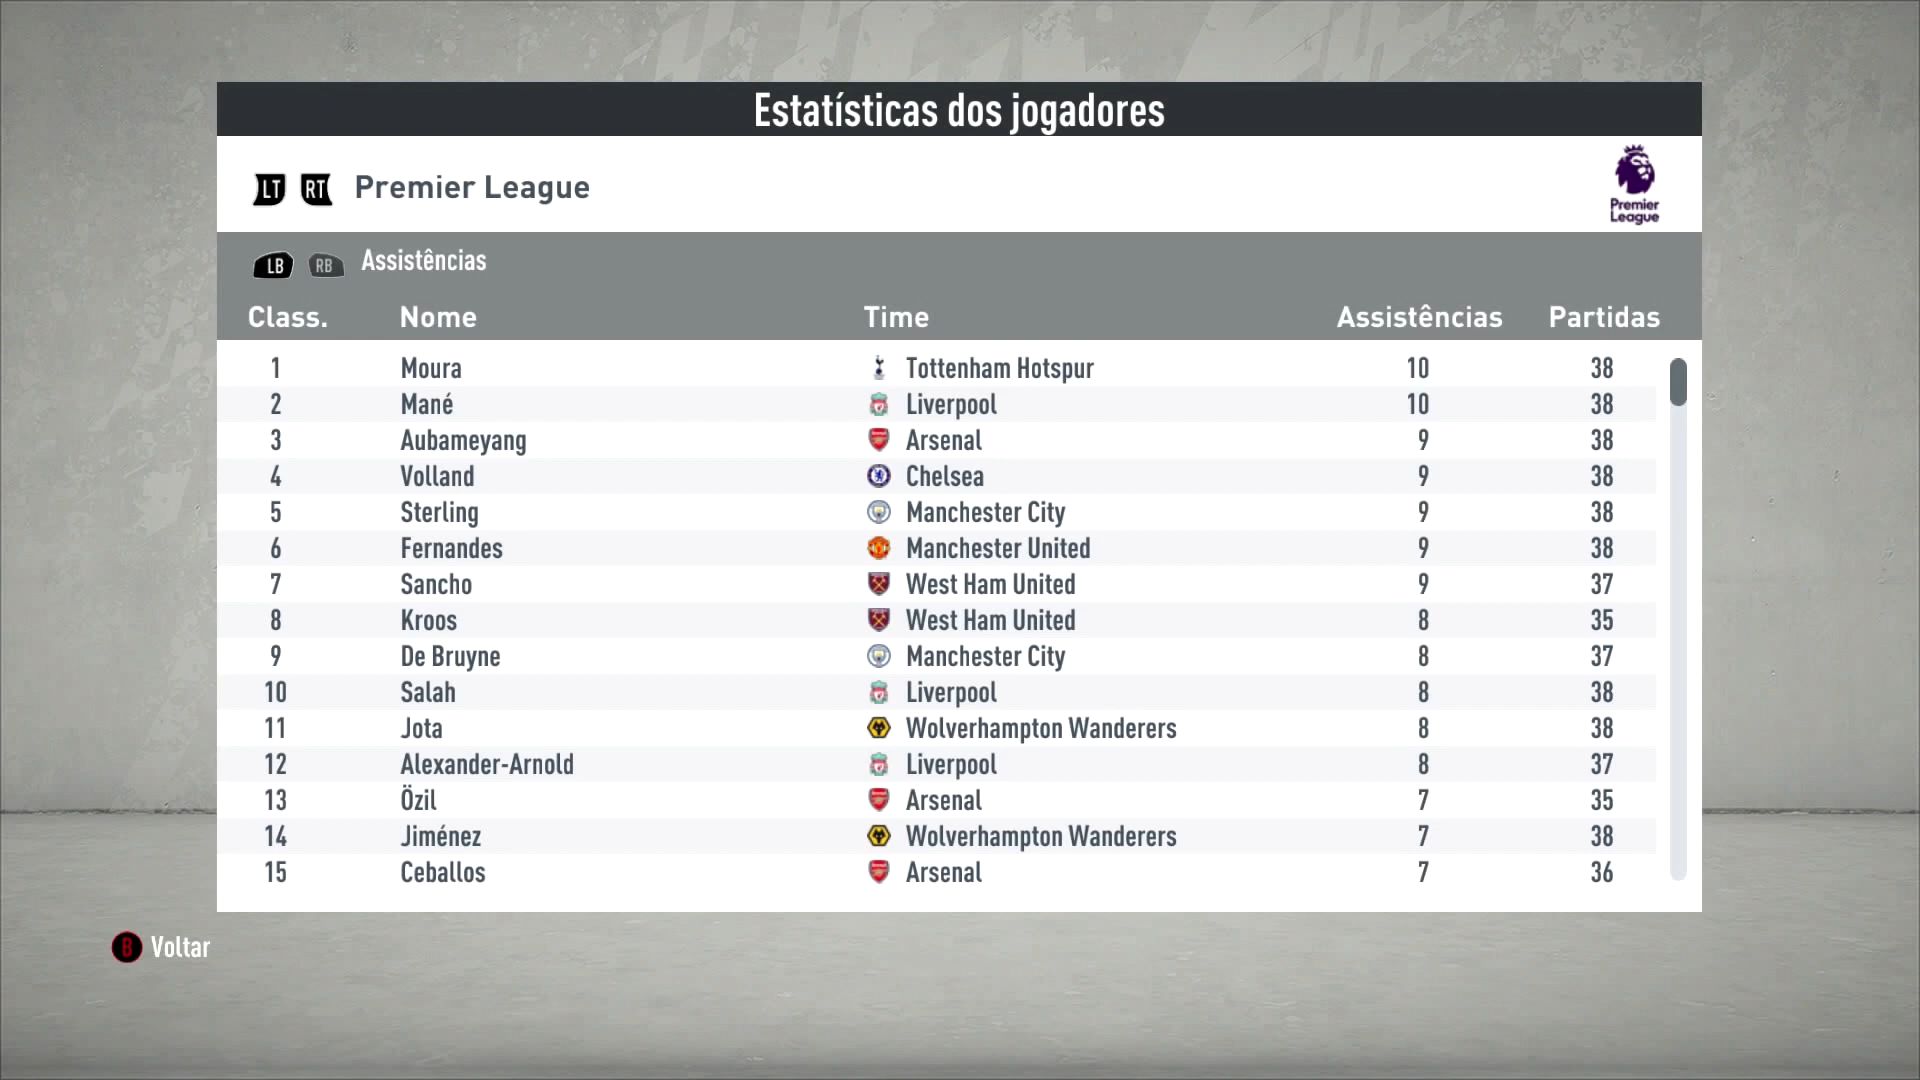 Estatísticas dos jogadores
LT RT Premier League
Premier
League
LB RB Assistências
Class. Nome Time Assistências Partidas
1 Moura Tottenham Hotspur 10 38
2 Mané Liverpool 10 38
3 Aubameyang Arsenal 9 38
4 Volland Chelsea 9 38
5 Sterling Manchester City 9 38
6 Fernandes Manchester United 9 38
7 Sancho West Ham United 9 37
8 Kroos West Ham United 8 35
9 De Bruyne Manchester City 8 37
10 Salah Liverpool 8 38
11 Jota Wolverhampton Wanderers 8 38
12 Alexander-Arnold Liverpool 8 37
13 Özil Arsenal 7 35
14 Jiménez Wolverhampton Wanderers 7 38
15 Ceballos Arsenal 7 36
B Voltar